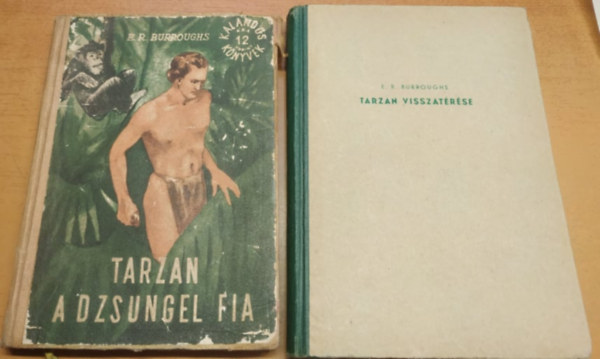 E. R. BURROUGHS
KALANDOS
12
KÖNYVEK
TARZAN
A DZSUNGEL FIA
E. R. BURROUGHS
TARZAN VISSZATÉRÉSE